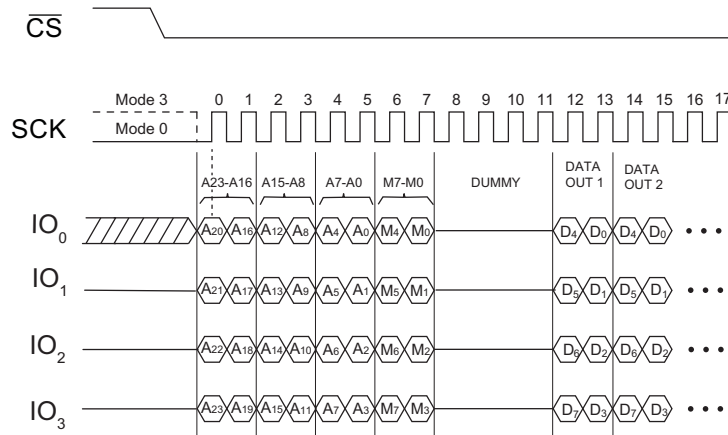 CS
Mode 3 0 1 2 3 4 5 6 7 8 9 10 11 12 13 14 15 16 17
SCK Mode 0
A23-A16 A15-A8 A7-A0 M7-M0 DUMMY DATA OUT 1 DATA OUT 2
IO0 A20 A16 A12 A8 A4 A0 M4 M0 D4 D0 D4 D0 • • •
IO1 A21 A17 A13 A9 A5 A1 M5 M1 D5 D1 D5 D1 • • •
IO2 A22 A18 A14 A10 A6 A2 M6 M2 D6 D2 D6 D2 • • •
IO3 A23 A19 A15 A11 A7 A3 M7 M3 D7 D3 D7 D3 • • •